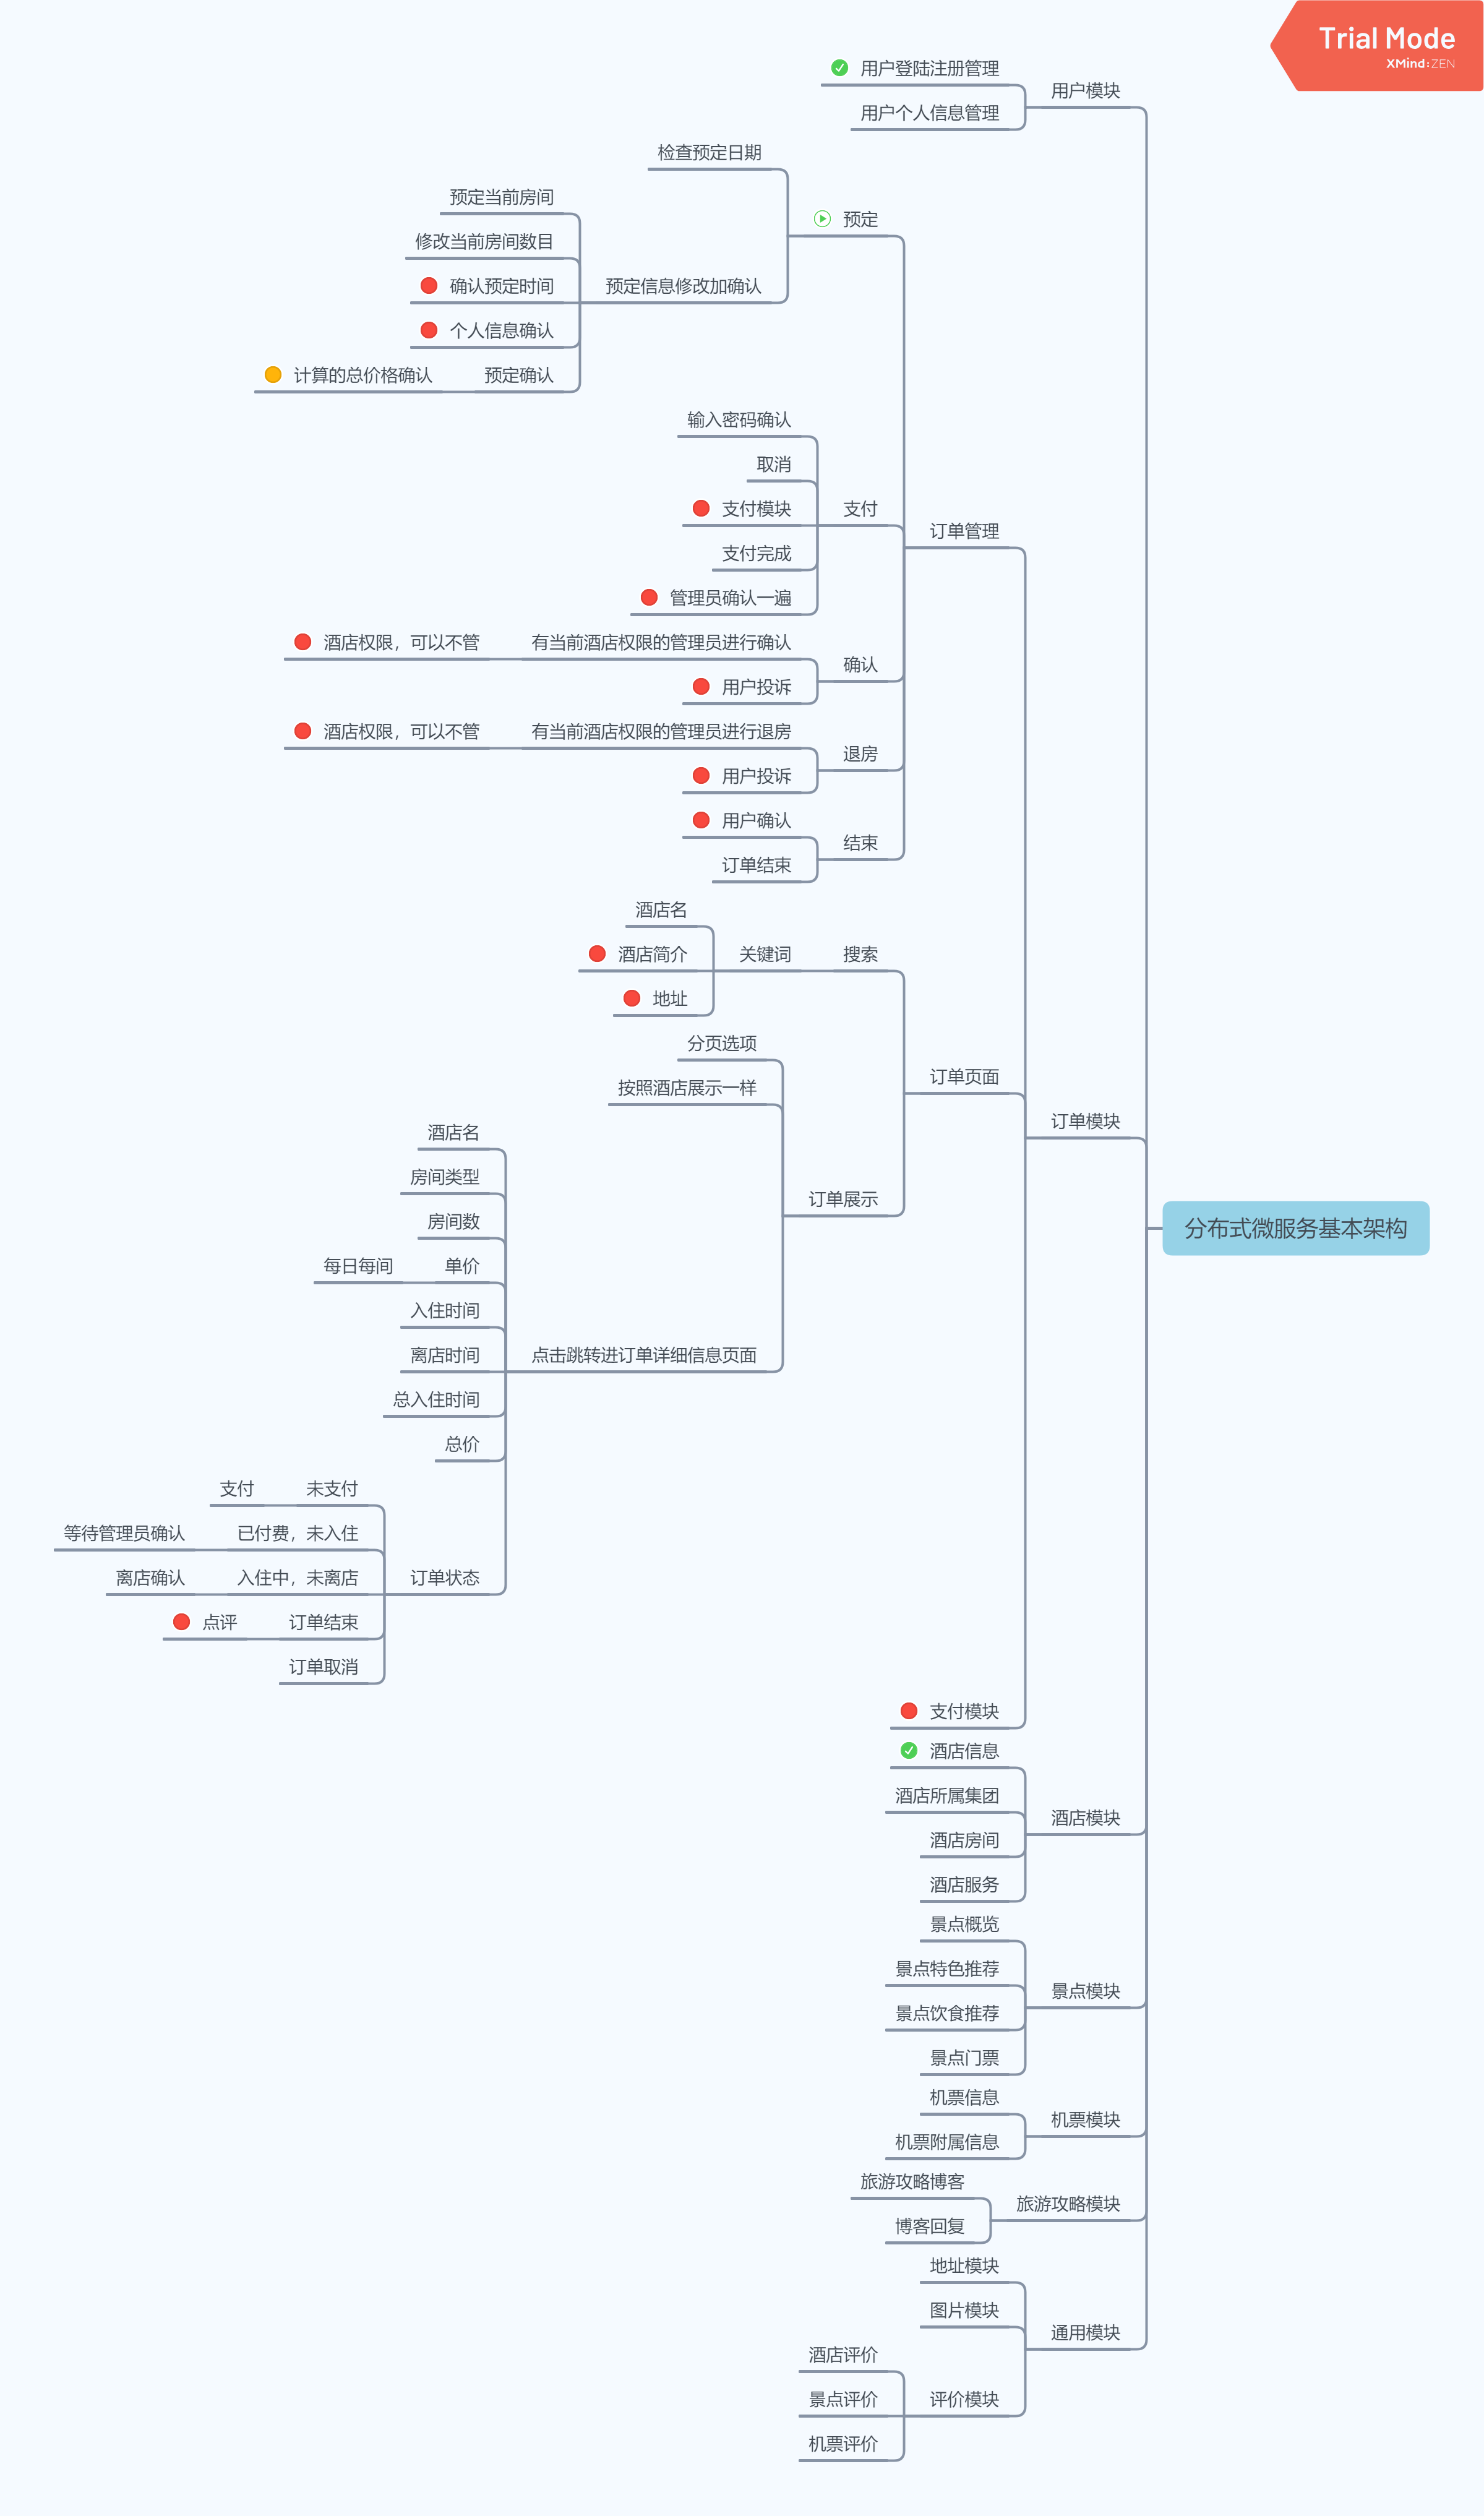 Trial Mode
XMind:ZEN
用户登陆注册管理
用户模块
用户个人信息管理
检查预定日期
预定当前房间
预定
修改当前房间数目
确认预定时间
预定信息修改加确认
个人信息确认
计算的总价格确认
预定确认
输入密码确认
取消
支付模块
支付
订单管理
支付完成
管理员确认一遍
酒店权限，可以不管
有当前酒店权限的管理员进行确认
确认
用户投诉
酒店权限，可以不管
有当前酒店权限的管理员进行退房
退房
用户投诉
用户确认
结束
订单结束
酒店名
酒店简介
关键词
搜索
地址
分页选项
订单页面
按照酒店展示一样
订单模块
酒店名
房间类型
订单展示
房间数
分布式微服务基本架构
每日每间
单价
入住时间
离店时间
点击跳转进订单详细信息页面
总入住时间
总价
支付
未支付
等待管理员确认
已付费，未入住
离店确认
入住中，未离店
订单状态
点评
订单结束
订单取消
支付模块
酒店信息
酒店所属集团
酒店模块
酒店房间
酒店服务
景点概览
景点特色推荐
景点模块
景点饮食推荐
景点门票
机票信息
机票模块
机票附属信息
旅游攻略博客
旅游攻略模块
博客回复
地址模块
图片模块
通用模块
酒店评价
景点评价
评价模块
机票评价